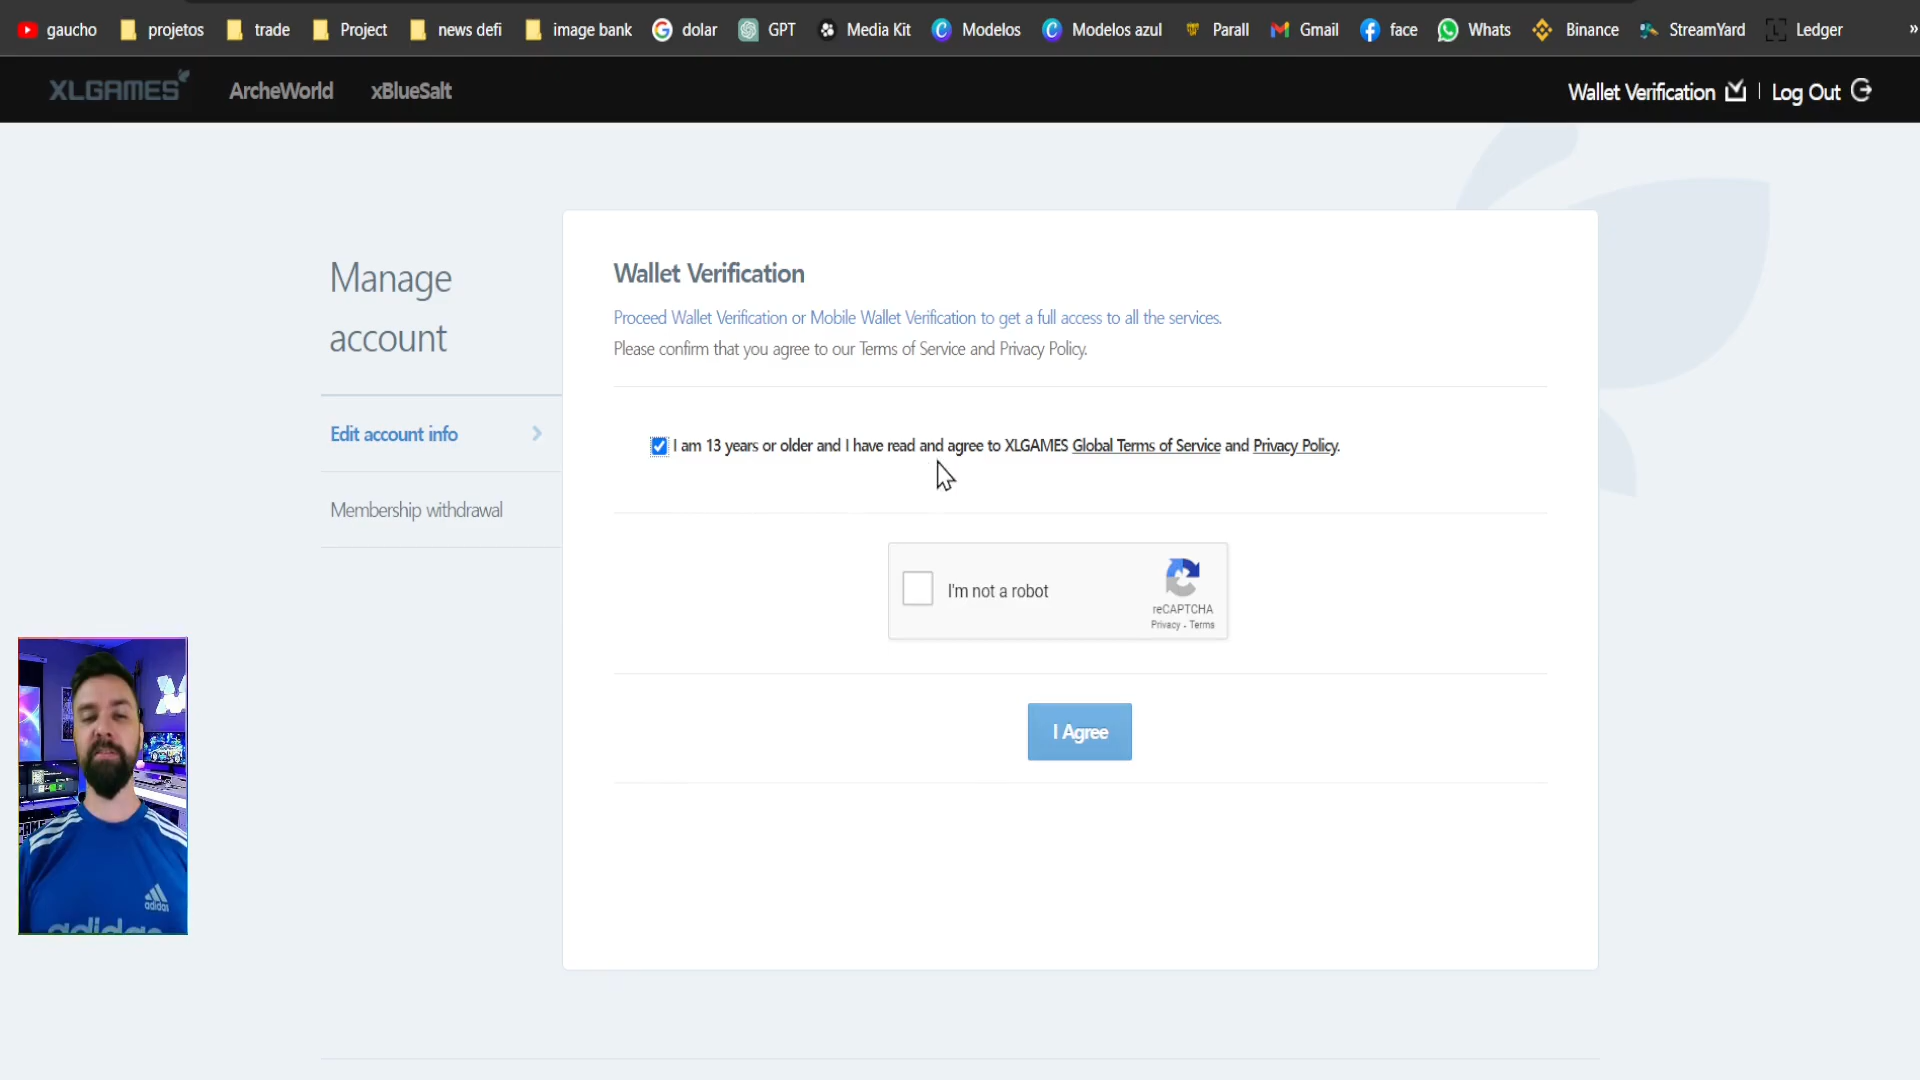 gaucho projetos trade Project news defi image bank dolar GPT Media Kit Modelos Modelos azul Parall Gmail face Whats Binance StreamYard Ledger »
XLGAMES ArcheWorld xBlueSalt Wallet Verification Log Out
Manage
account
Edit account info
Membership withdrawal
Wallet Verification
Proceed Wallet Verification or Mobile Wallet Verification to get a full access to all the services.
Please confirm that you agree to our Terms of Service and Privacy Policy.
I am 13 years or older and I have read and agree to XLGAMES Global Terms of Service and Privacy Policy.
I'm not a robot
reCAPTCHA
Privacy - Terms
I Agree
adidas
adidas